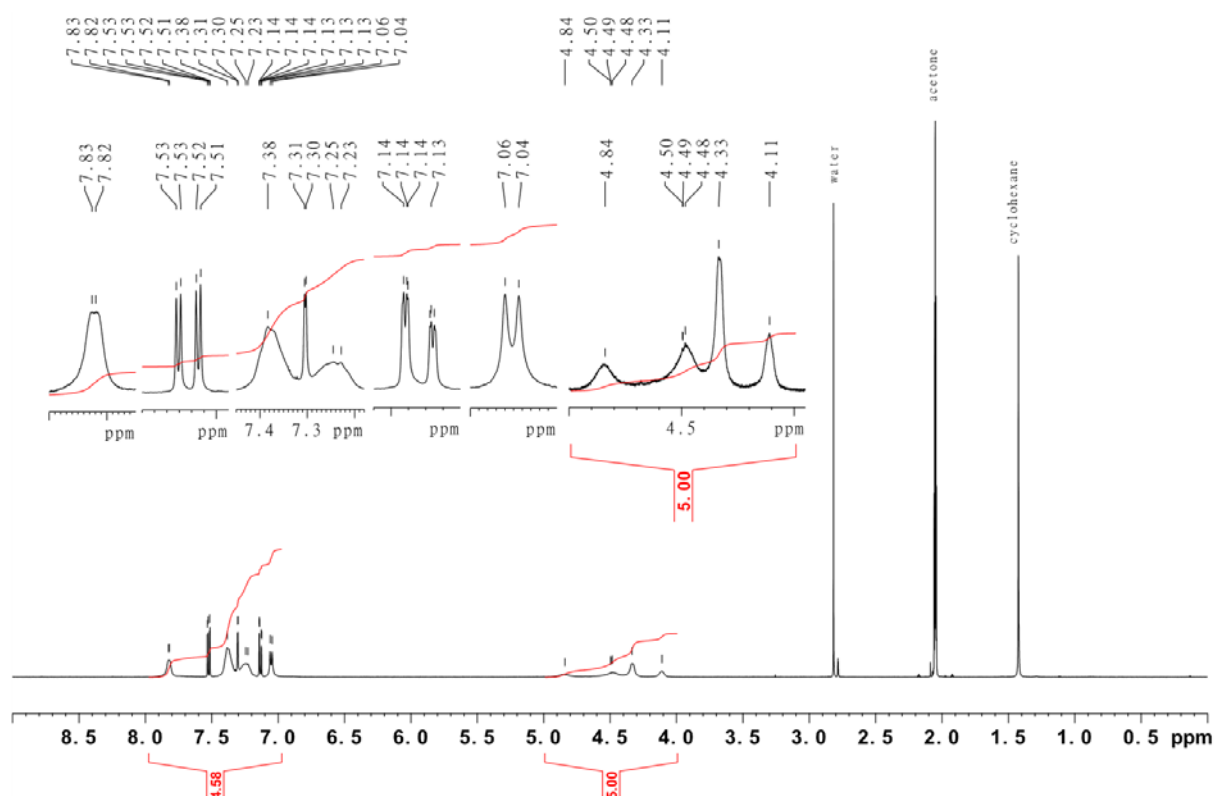 7.83 7.82 7.53 7.53 7.52 7.51 7.38 7.31 7.30 7.25 7.23 7.14 7.14 7.14 7.13 7.13 7.13 7.06 7.04 4.84 4.50 4.49 4.48 4.33 4.11
water
acetone
cyclohexane
7.83 7.82 7.53 7.53 7.52 7.51 7.38 7.31 7.30 7.25 7.23 7.14 7.14 7.14 7.13 7.06 7.04 4.84 4.50 4.49 4.48 4.33 4.11
ppm ppm 7.4 7.3 ppm ppm ppm 4.5 ppm
5.00
8.5 8.0 7.5 7.0 6.5 6.0 5.5 5.0 4.5 4.0 3.5 3.0 2.5 2.0 1.5 1.0 0.5 ppm
4.58 5.00